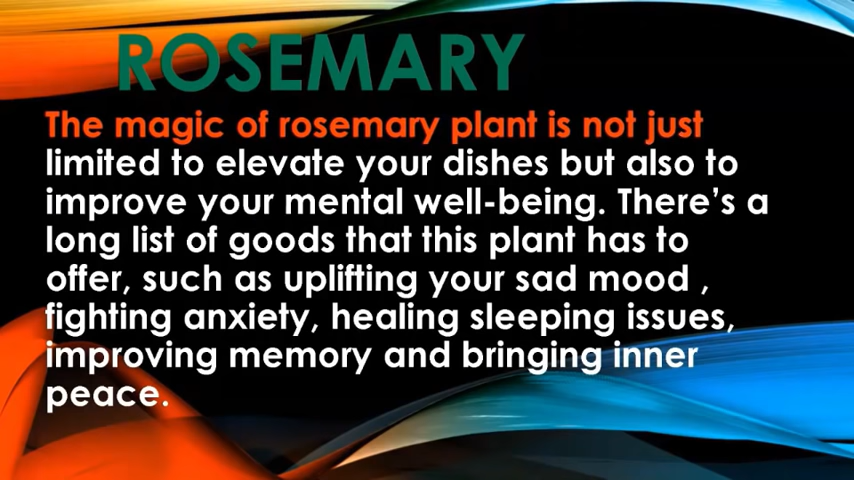 ROSEMARY
The magic of rosemary plant is not just
limited to elevate your dishes but also to
improve your mental well-being. There's a
long list of goods that this plant has to
offer, such as uplifting your sad mood ,
fighting anxiety, healing sleeping issues,
improving memory and bringing inner
peace.